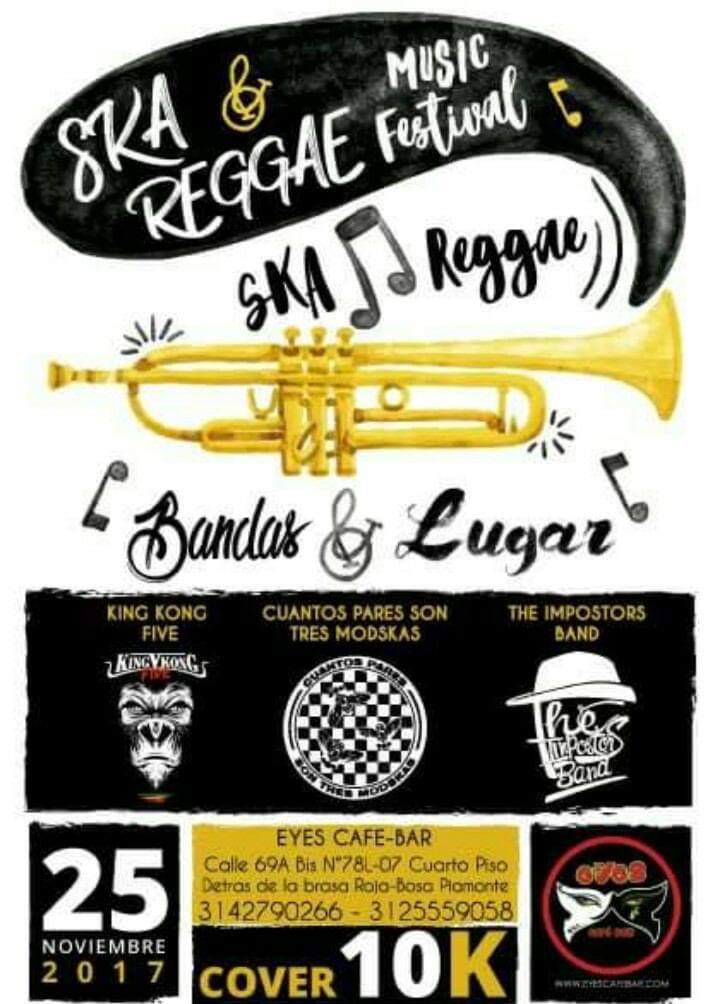 SKA &
REGGAE
MUSIC
Festival
SKA Reggae
Bandas & Lugar
KING KONG
FIVE
CUANTOS PARES SON
TRES MODSKAS
THE IMPOSTORS
BAND
KING KONG
FIVE
CUANTOS PARES
SON TRES MODSKAS
The
Impostors
Band
25
NOVIEMBRE
2017
EYES CAFE-BAR
Calle 69A Bis N°78L-07 Cuarto Piso
Detras de la brasa Roja-Bosa Piamonte
3142790266 - 3125559058
COVER 10K
eyes
café bar
WWW.EYESCAFEBAR.COM